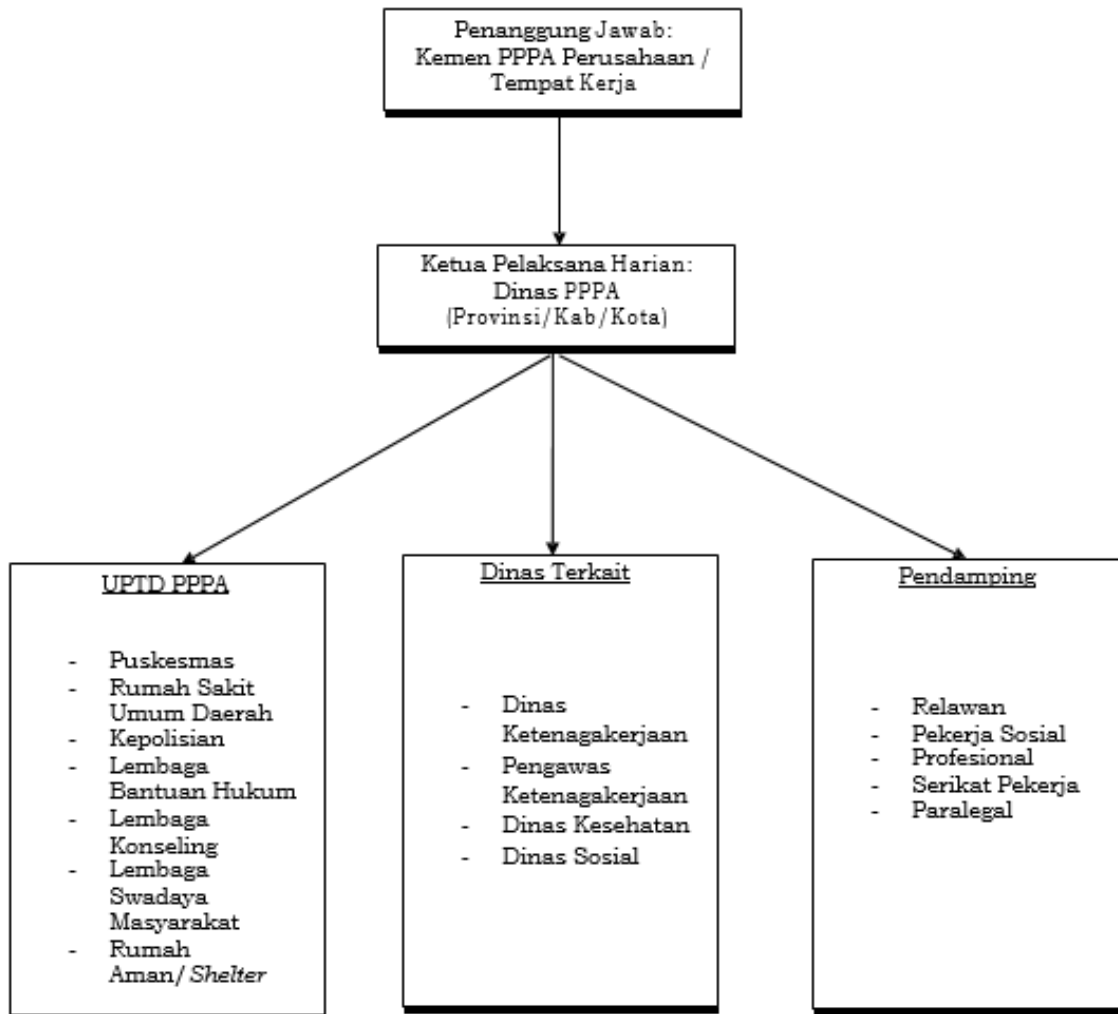 Penanggung Jawab:
Kemen PPPA Perusahaan /
Tempat Kerja
Ketua Pelaksana Harian:
Dinas PPPA
(Provinsi/Kab/Kota)
UPTD PPPA
- Puskesmas
- Rumah Sakit
Umum Daerah
- Kepolisian
- Lembaga
Bantuan Hukum
- Lembaga
Konseling
- Lembaga
Swadaya
Masyarakat
- Rumah
Aman/Shelter
Dinas Terkait
- Dinas
Ketenagakerjaan
- Pengawas
Ketenagakerjaan
- Dinas Kesehatan
- Dinas Sosial
Pendamping
- Relawan
- Pekerja Sosial
- Profesional
- Serikat Pekerja
- Paralegal